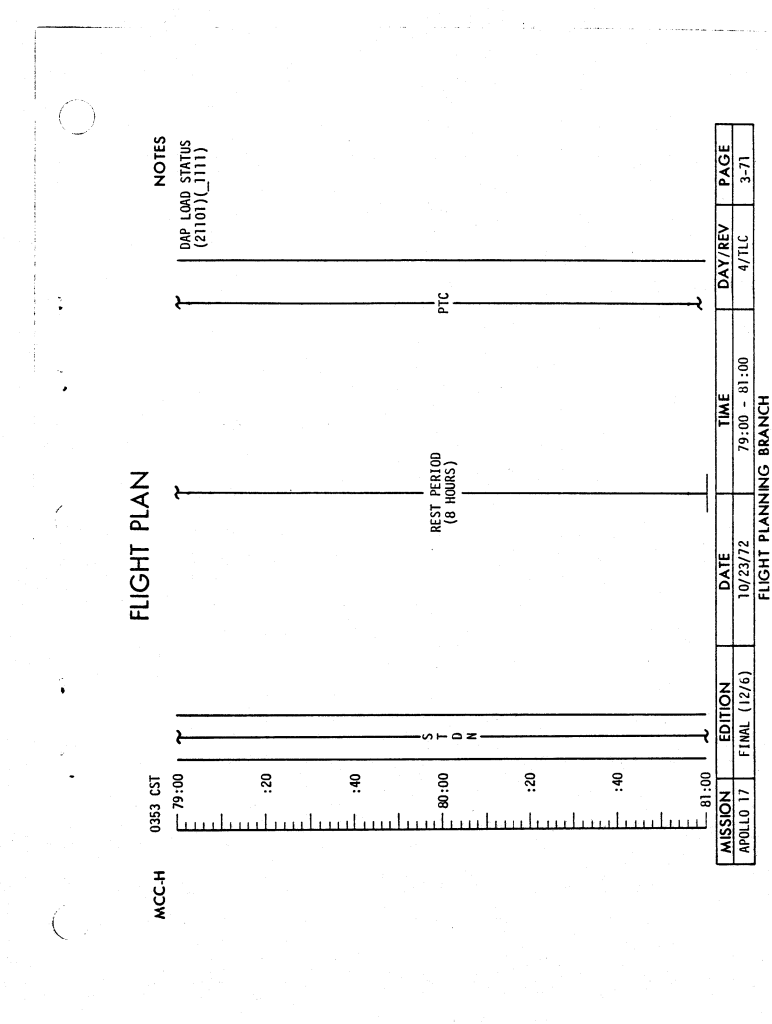 FLIGHT PLAN
MCC-H
NOTES
0353 CST
79:00
:20
:40
80:00
:20
:40
81:00
S
T
D
N
REST PERIOD
(8 HOURS)
PTC
DAP LOAD STATUS
(21101)(_1111)
MISSION EDITION DATE TIME DAY/REV PAGE
APOLLO 17 FINAL (12/6) 10/23/72 79:00 - 81:00 4/TLC 3-71
FLIGHT PLANNING BRANCH